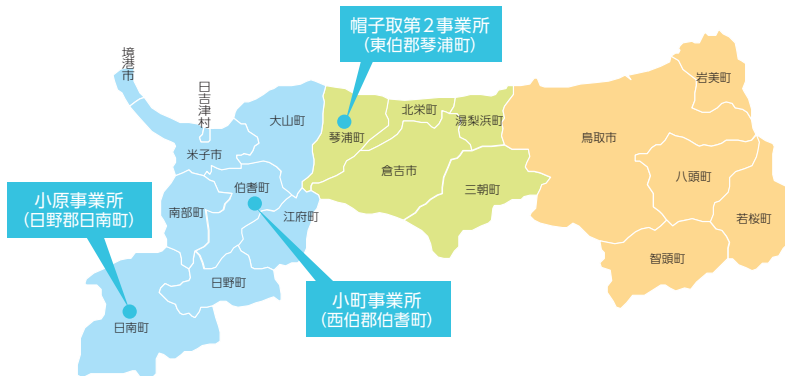 帽子取第2事業所
(東伯郡琴浦町)
境港市
日吉津村
大山町
米子市
琴浦町
北栄町
湯梨浜町
倉吉市
三朝町
鳥取市
岩美町
八頭町
若桜町
智頭町
小原事業所
(日野郡日南町)
伯耆町
南部町
江府町
日野町
日南町
小町事業所
(西伯郡伯耆町)